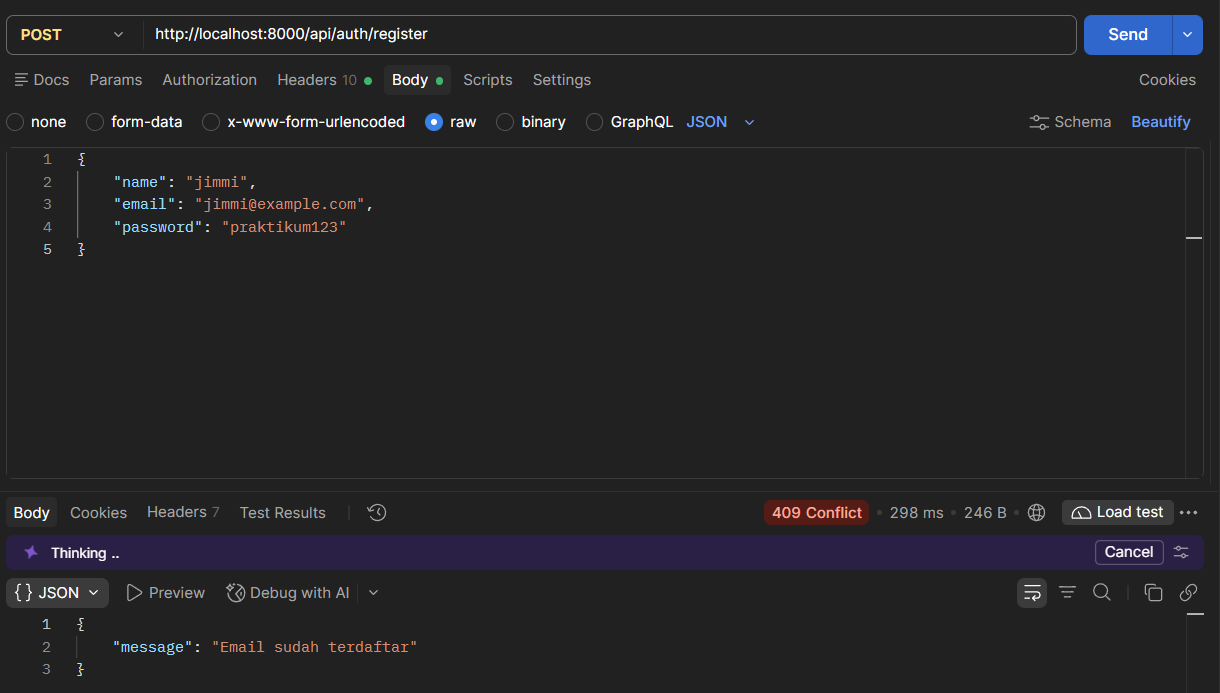 POST http://localhost:8000/api/auth/register Send
Docs Params Authorization Headers 10 Body Scripts Settings Cookies
none form-data x-www-form-urlencoded raw binary GraphQL JSON Schema Beautify
1 {
2 "name": "jimmi",
3 "email": "jimmi@example.com",
4 "password": "praktikum123"
5 }
Body Cookies Headers 7 Test Results 409 Conflict • 298 ms • 246 B • Load test
Thinking .. Cancel
{} JSON Preview Debug with AI
1 {
2 "message": "Email sudah terdaftar"
3 }